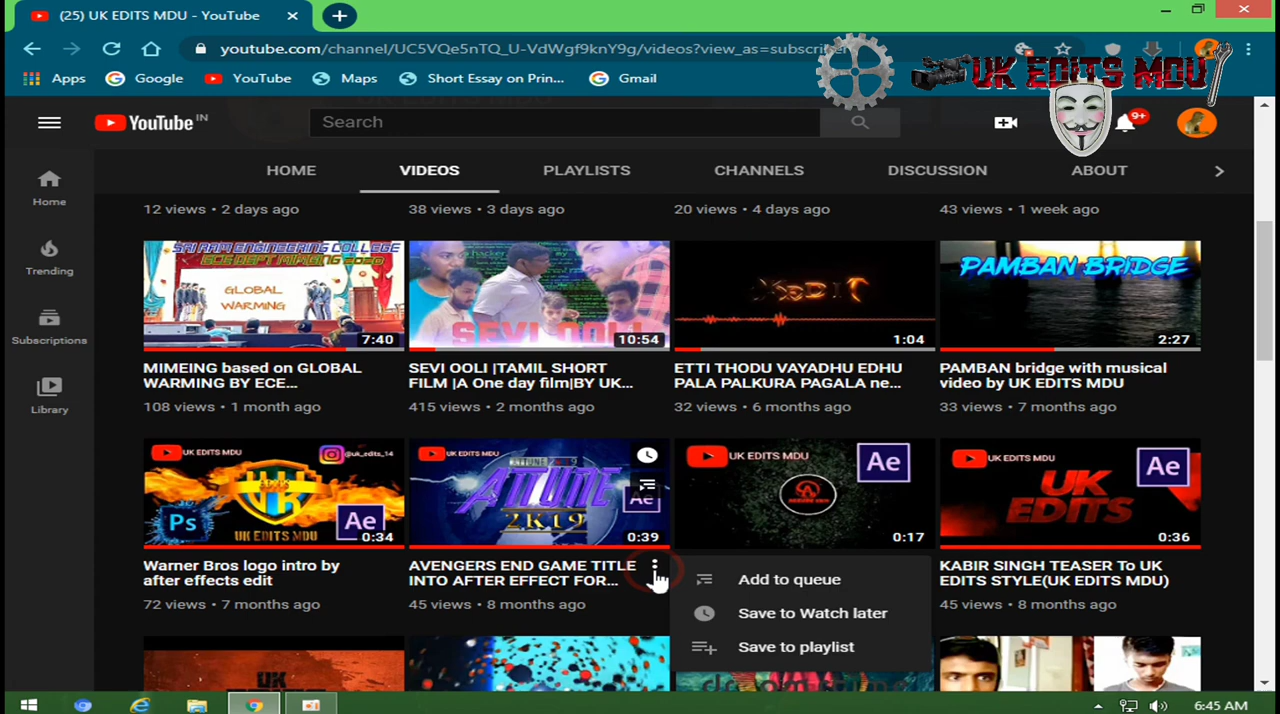 (25) UK EDITS MDU - YouTube
youtube.com/channel/UC5VQe5nTQ_U-VdWgf9knY9g/videos?view_as=subscriber
Apps Google YouTube Maps Short Essay on Prin... Gmail
UK EDITS MDU
YouTube IN
Search
9+
HOME VIDEOS PLAYLISTS CHANNELS DISCUSSION ABOUT
Home
Trending
Subscriptions
Library
12 views • 2 days ago 38 views • 3 days ago 20 views • 4 days ago 43 views • 1 week ago
SRI RAM ENGINEERING COLLEGE
GLOBAL
WARMING
7:40
SEVI OOLI
10:54
1:04
PAMBAN BRIDGE
2:27
MIMEING based on GLOBAL
WARMING BY ECE...
108 views • 1 month ago
SEVI OOLI |TAMIL SHORT
FILM |A One day film|BY UK...
415 views • 2 months ago
ETTI THODU VAYADHU EDHU
PALA PALKURA PAGALA ne...
32 views • 6 months ago
PAMBAN bridge with musical
video by UK EDITS MDU
33 views • 7 months ago
UK EDITS MDU
@uk_edits_14
Ps
UK EDITS MDU
Ae
0:34
UK EDITS MDU
ATTUNE
2K19
Ae
0:39
UK EDITS MDU
Ae
0:17
UK EDITS MDU
Ae
UK
EDITS
0:36
Warner Bros logo intro by
after effects edit
72 views • 7 months ago
AVENGERS END GAME TITLE
INTO AFTER EFFECT FOR...
45 views • 8 months ago
Add to queue
Save to Watch later
Save to playlist
KABIR SINGH TEASER To UK
EDITS STYLE(UK EDITS MDU)
45 views • 8 months ago
UK
6:45 AM